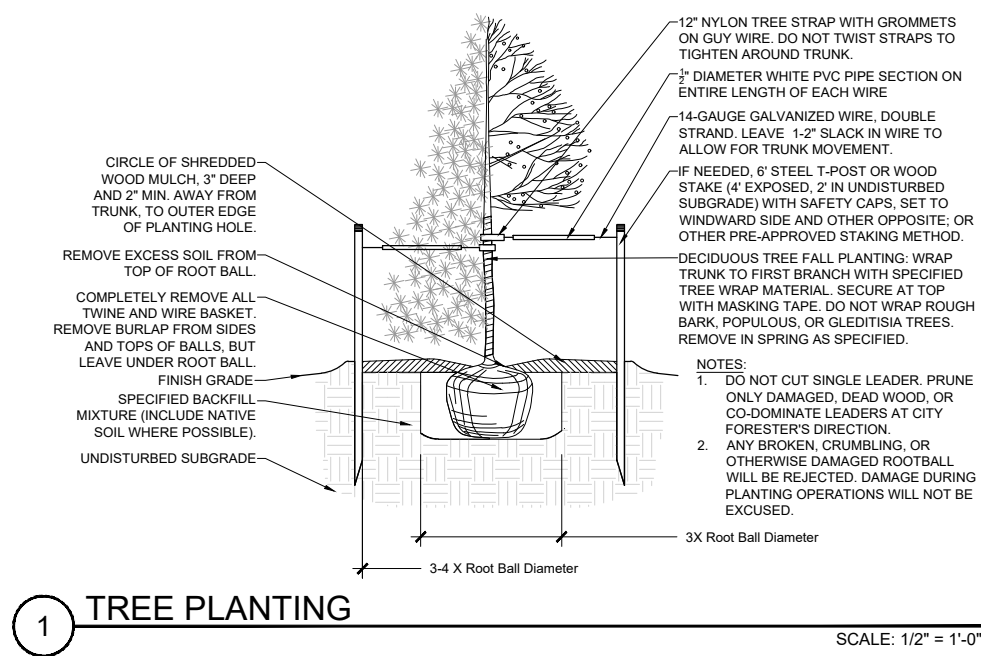 12" NYLON TREE STRAP WITH GROMMETS
ON GUY WIRE. DO NOT TWIST STRAPS TO
TIGHTEN AROUND TRUNK.
1/2" DIAMETER WHITE PVC PIPE SECTION ON
ENTIRE LENGTH OF EACH WIRE
14-GAUGE GALVANIZED WIRE, DOUBLE
STRAND. LEAVE 1-2" SLACK IN WIRE TO
ALLOW FOR TRUNK MOVEMENT.
IF NEEDED, 6' STEEL T-POST OR WOOD
STAKE (4' EXPOSED, 2' IN UNDISTURBED
SUBGRADE) WITH SAFETY CAPS, SET TO
WINDWARD SIDE AND OTHER OPPOSITE; OR
OTHER PRE-APPROVED STAKING METHOD.
DECIDUOUS TREE FALL PLANTING: WRAP
TRUNK TO FIRST BRANCH WITH SPECIFIED
TREE WRAP MATERIAL. SECURE AT TOP
WITH MASKING TAPE. DO NOT WRAP ROUGH
BARK, POPULOUS, OR GLEDITISIA TREES.
REMOVE IN SPRING AS SPECIFIED.
CIRCLE OF SHREDDED
WOOD MULCH, 3" DEEP
AND 2" MIN. AWAY FROM
TRUNK, TO OUTER EDGE
OF PLANTING HOLE.
REMOVE EXCESS SOIL FROM
TOP OF ROOT BALL.
COMPLETELY REMOVE ALL
TWINE AND WIRE BASKET.
REMOVE BURLAP FROM SIDES
AND TOPS OF BALLS, BUT
LEAVE UNDER ROOT BALL.
FINISH GRADE
SPECIFIED BACKFILL
MIXTURE (INCLUDE NATIVE
SOIL WHERE POSSIBLE).
UNDISTURBED SUBGRADE
NOTES:
1. DO NOT CUT SINGLE LEADER. PRUNE
ONLY DAMAGED, DEAD WOOD, OR
CO-DOMINATE LEADERS AT CITY
FORESTER'S DIRECTION.
2. ANY BROKEN, CRUMBLING, OR
OTHERWISE DAMAGED ROOTBALL
WILL BE REJECTED. DAMAGE DURING
PLANTING OPERATIONS WILL NOT BE
EXCUSED.
3X Root Ball Diameter
3-4 X Root Ball Diameter
1 TREE PLANTING
SCALE: 1/2" = 1'-0"